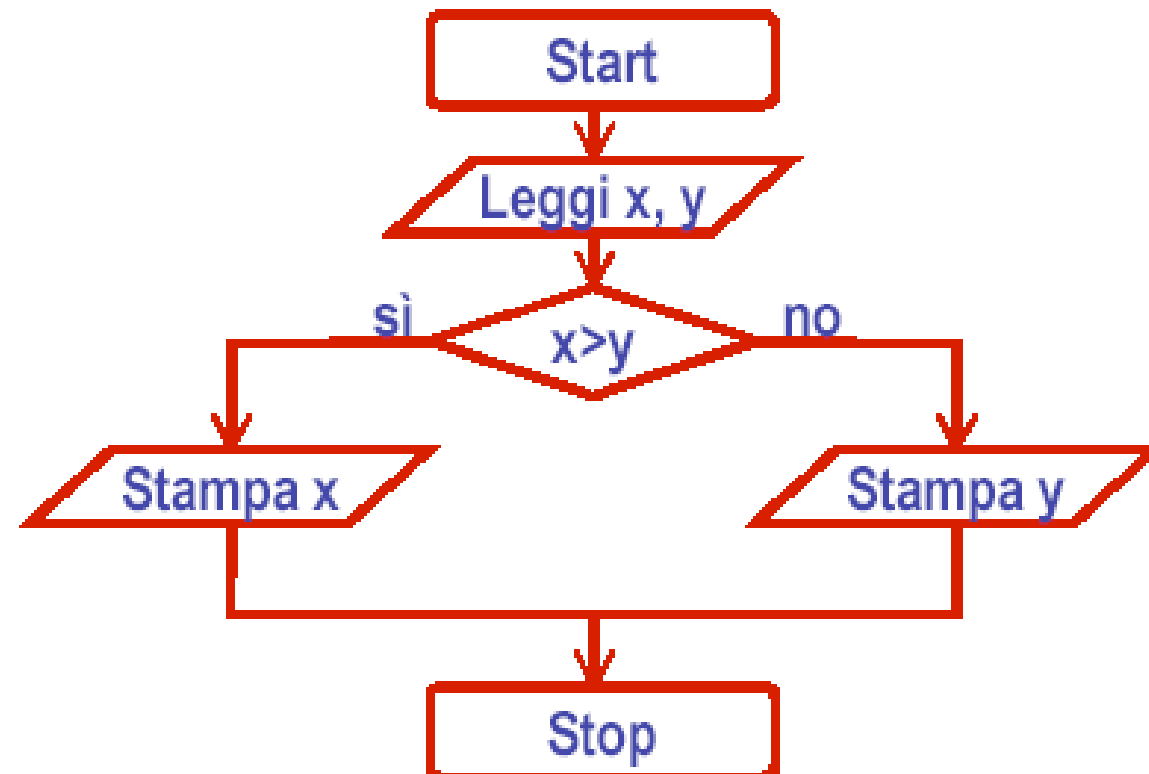 Start
Leggi x, y
sì
x>y
no
Stampa x
Stampa y
Stop